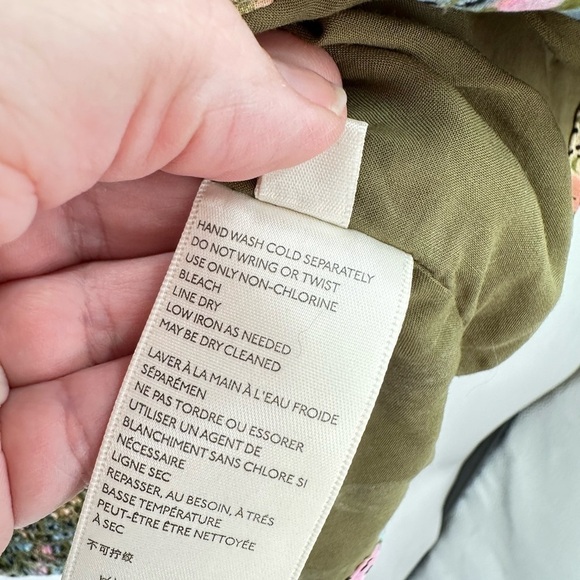 HAND WASH COLD SEPARATELY
DO NOT WRING OR TWIST
USE ONLY NON-CHLORINE
BLEACH
LINE DRY
LOW IRON AS NEEDED
MAY BE DRY CLEANED
LAVER À LA MAIN À L'EAU FROIDE
SÉPARÉMEN
NE PAS TORDRE OU ESSORER
UTILISER UN AGENT DE
BLANCHIMENT SANS CHLORE SI
NÉCESSAIRE
LIGNE SEC
REPASSER, AU BESOIN, À TRÉS
BASSE TEMPÉRATURE
PEUT-ÊTRE ÊTRE NETTOYÉE
À SEC
不可拧绞